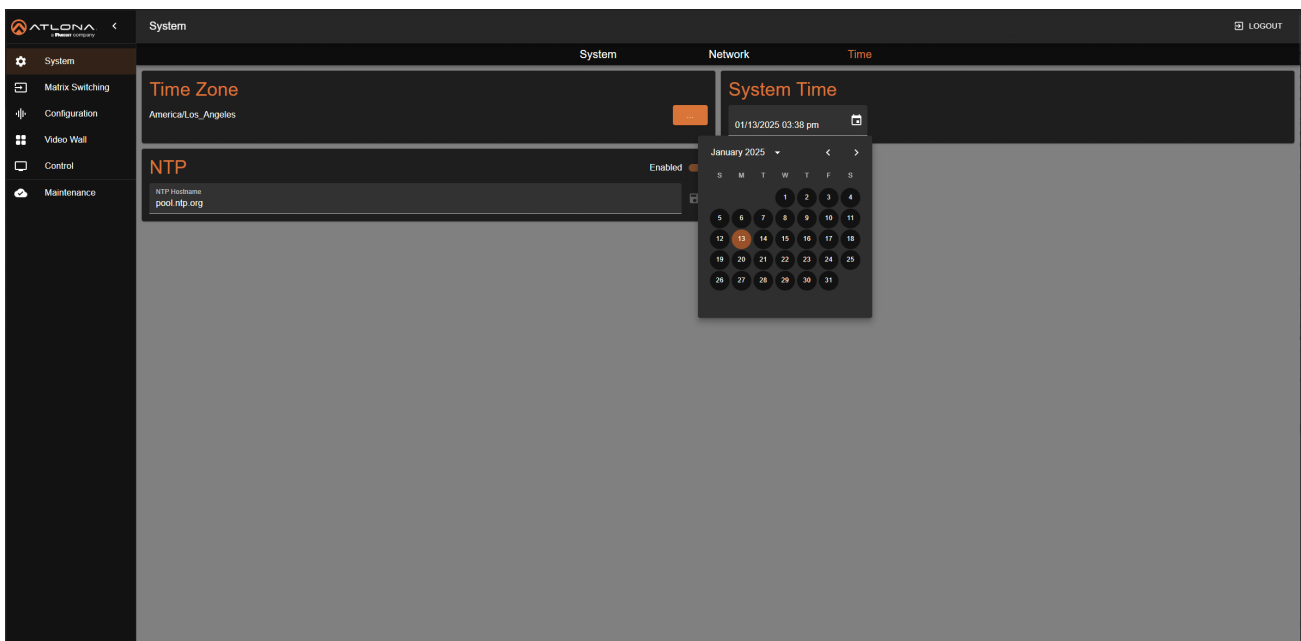 ATLONA
a Panduit company
System
LOGOUT
System
Matrix Switching
Configuration
Video Wall
Control
Maintenance
System Network Time
Time Zone
America/Los_Angeles
...
System Time
01/13/2025 03:38 pm
NTP
Enabled
NTP Hostname
pool.ntp.org
January 2025
S M T W T F S
1 2 3 4
5 6 7 8 9 10 11
12 13 14 15 16 17 18
19 20 21 22 23 24 25
26 27 28 29 30 31